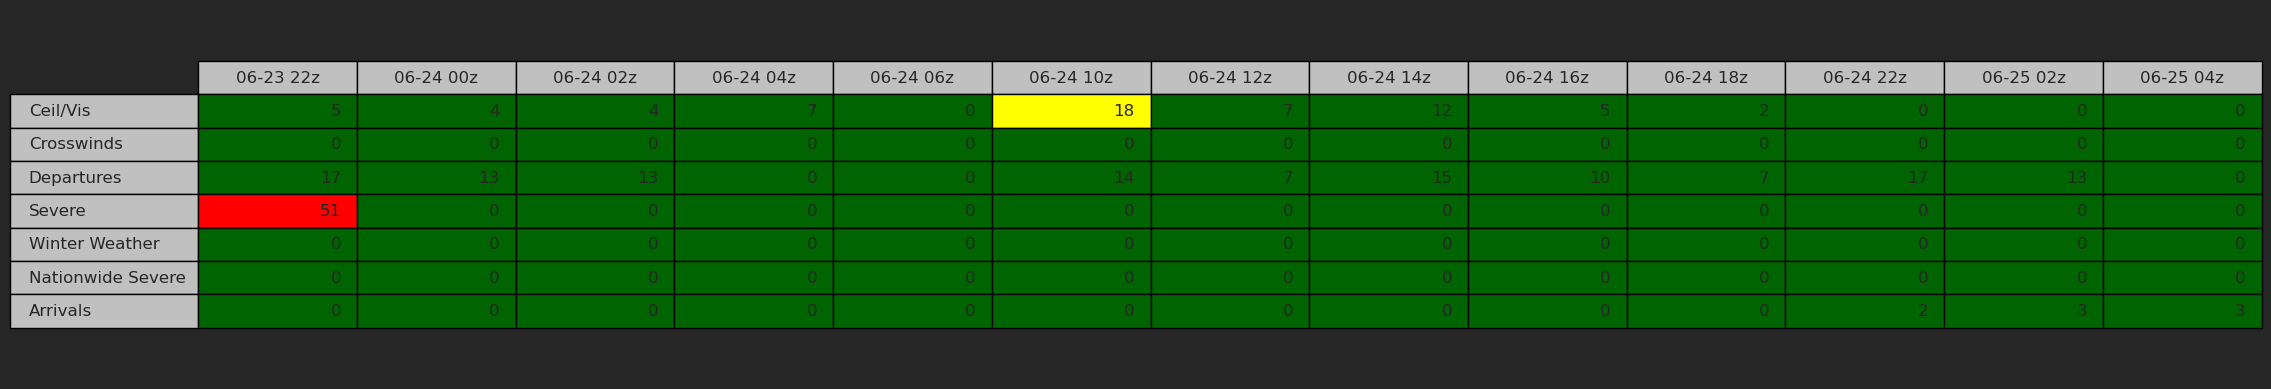 06-23 22z 06-24 00z 06-24 02z 06-24 04z 06-24 06z 06-24 10z 06-24 12z 06-24 14z 06-24 16z 06-24 18z 06-24 22z 06-25 02z 06-25 04z
Ceil/Vis 5 4 4 7 0 18 7 12 5 2 0 0 0
Crosswinds 0 0 0 0 0 0 0 0 0 0 0 0 0
Departures 17 13 13 0 0 14 7 15 10 7 17 13 0
Severe 51 0 0 0 0 0 0 0 0 0 0 0 0
Winter Weather 0 0 0 0 0 0 0 0 0 0 0 0 0
Nationwide Severe 0 0 0 0 0 0 0 0 0 0 0 0 0
Arrivals 0 0 0 0 0 0 0 0 0 0 2 3 3